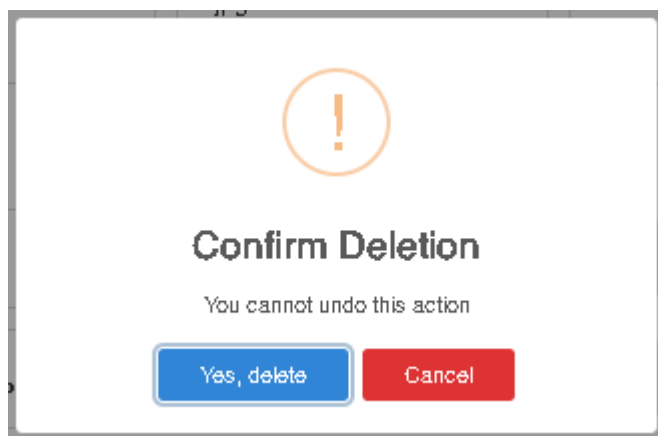 Confirm Deletion
You cannot undo this action
Yes, delete
Cancel